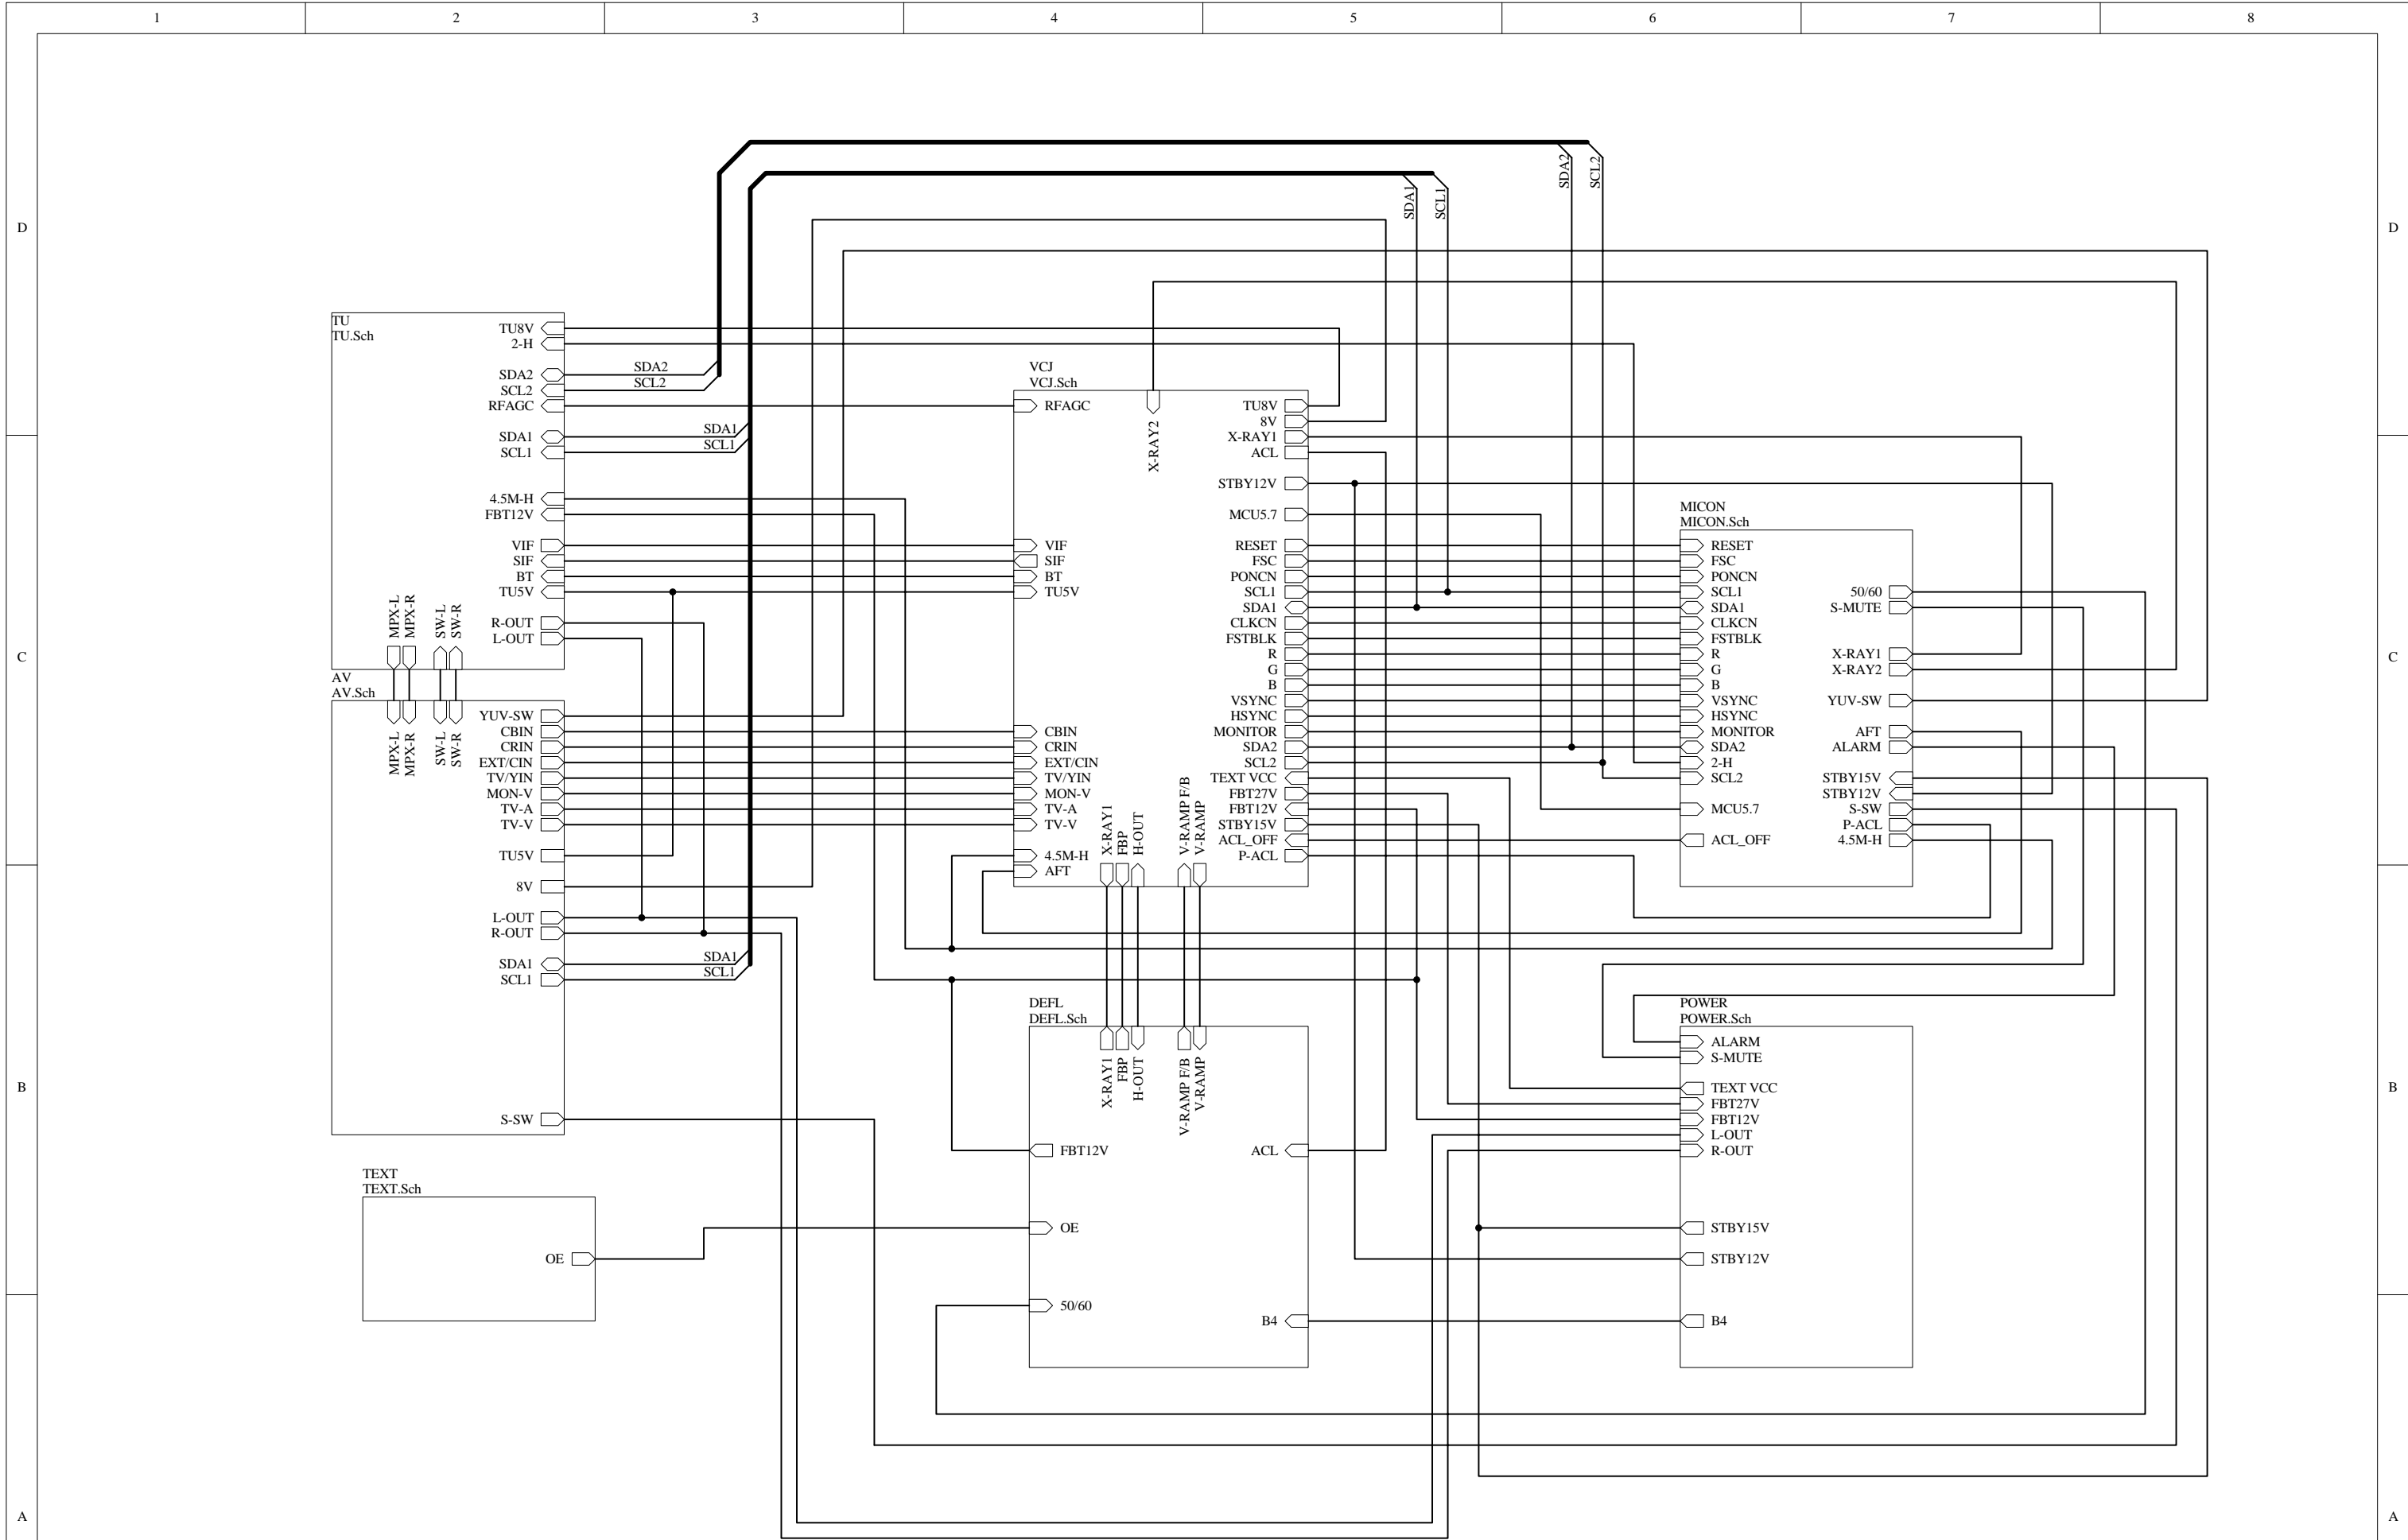 1 2 3 4 5 6 7 8
D
C
B
A
D
C
B
A
SDA2
SCL2
SDA1
SCL1
TU
TU.Sch
TU8V
2-H
SDA2
SCL2
RFAGC
SDA1
SCL1
4.5M-H
FBT12V
VIF
SIF
BT
TU5V
R-OUT
L-OUT
MPX-L
MPX-R
SW-L
SW-R
SDA2
SCL2
SDA1
SCL1
AV
AV.Sch
MPX-L
MPX-R
SW-L
SW-R
YUV-SW
CBIN
CRIN
EXT/CIN
TV/YIN
MON-V
TV-A
TV-V
TU5V
8V
L-OUT
R-OUT
SDA1
SCL1
S-SW
SDA1
SCL1
TEXT
TEXT.Sch
OE
VCJ
VCJ.Sch
RFAGC
X-RAY2
VIF
SIF
BT
TU5V
CBIN
CRIN
EXT/CIN
TV/YIN
MON-V
TV-A
TV-V
4.5M-H
AFT
X-RAY1
FBP
H-OUT
V-RAMP F/B
V-RAMP
TU8V
8V
X-RAY1
ACL
STBY12V
MCU5.7
RESET
FSC
PONCN
SCL1
SDA1
CLKCN
FSTBLK
R
G
B
VSYNC
HSYNC
MONITOR
SDA2
SCL2
TEXT VCC
FBT27V
FBT12V
STBY15V
ACL_OFF
P-ACL
MICON
MICON.Sch
RESET
FSC
PONCN
SCL1
SDA1
CLKCN
FSTBLK
R
G
B
VSYNC
HSYNC
MONITOR
SDA2
2-H
SCL2
MCU5.7
ACL_OFF
50/60
S-MUTE
X-RAY1
X-RAY2
YUV-SW
AFT
ALARM
STBY15V
STBY12V
S-SW
P-ACL
4.5M-H
DEFL
DEFL.Sch
X-RAY1
FBP
H-OUT
V-RAMP F/B
V-RAMP
FBT12V
OE
50/60
ACL
B4
POWER
POWER.Sch
ALARM
S-MUTE
TEXT VCC
FBT27V
FBT12V
L-OUT
R-OUT
STBY15V
STBY12V
B4